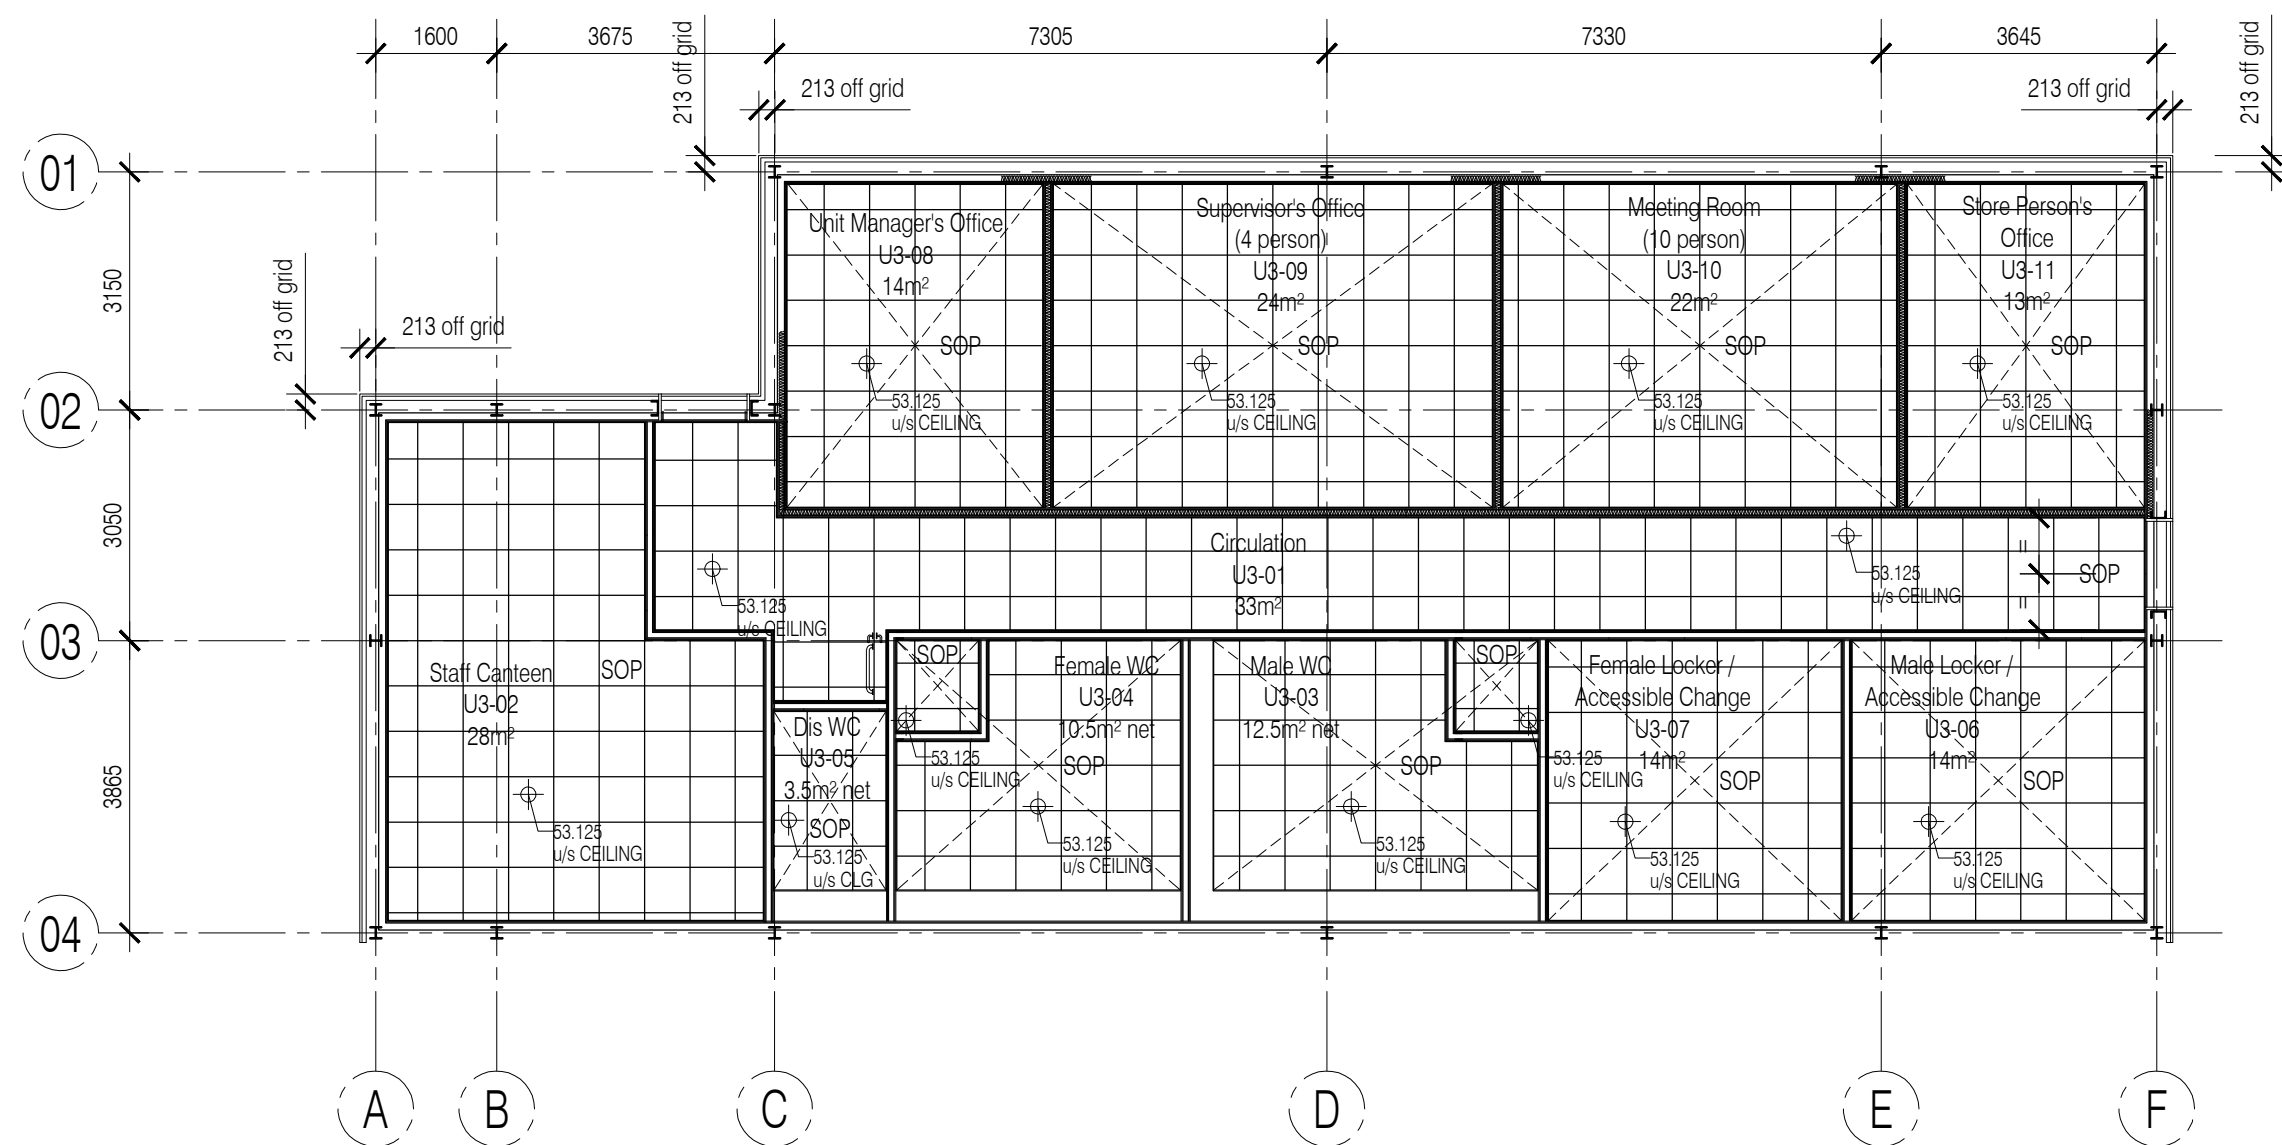 1600
3675
7305
7330
3645
213 off grid
213 off grid
213 off grid
213 off grid
01
3150
213 off grid
213 off grid
02
3050
03
3865
04
Unit Manager's Office
U3-08
14m²
SOP
53.125
u/s CEILING
Supervisor's Office
(4 person)
U3-09
24m²
SOP
53.125
u/s CEILING
Meeting Room
(10 person)
U3-10
22m²
SOP
53.125
u/s CEILING
Store Person's
Office
U3-11
13m²
SOP
53.125
u/s CEILING
53.125
u/s CEILING
Circulation
U3-01
33m²
53.125
u/s CEILING
=
=
SOP
Staff Canteen
U3-02
28m²
SOP
53.125
u/s CEILING
Dis WC
U3-05
3.5m² net
SOP
53.125
u/s CLG
SOP
53.125
u/s CEILING
Female WC
U3-04
10.5m² net
SOP
53.125
u/s CEILING
Male WC
U3-03
12.5m² net
SOP
53.125
u/s CEILING
SOP
53.125
u/s CEILING
Female Locker /
Accessible Change
U3-07
14m²
SOP
53.125
u/s CEILING
Male Locker /
Accessible Change
U3-06
14m²
SOP
53.125
u/s CEILING
A
B
C
D
E
F